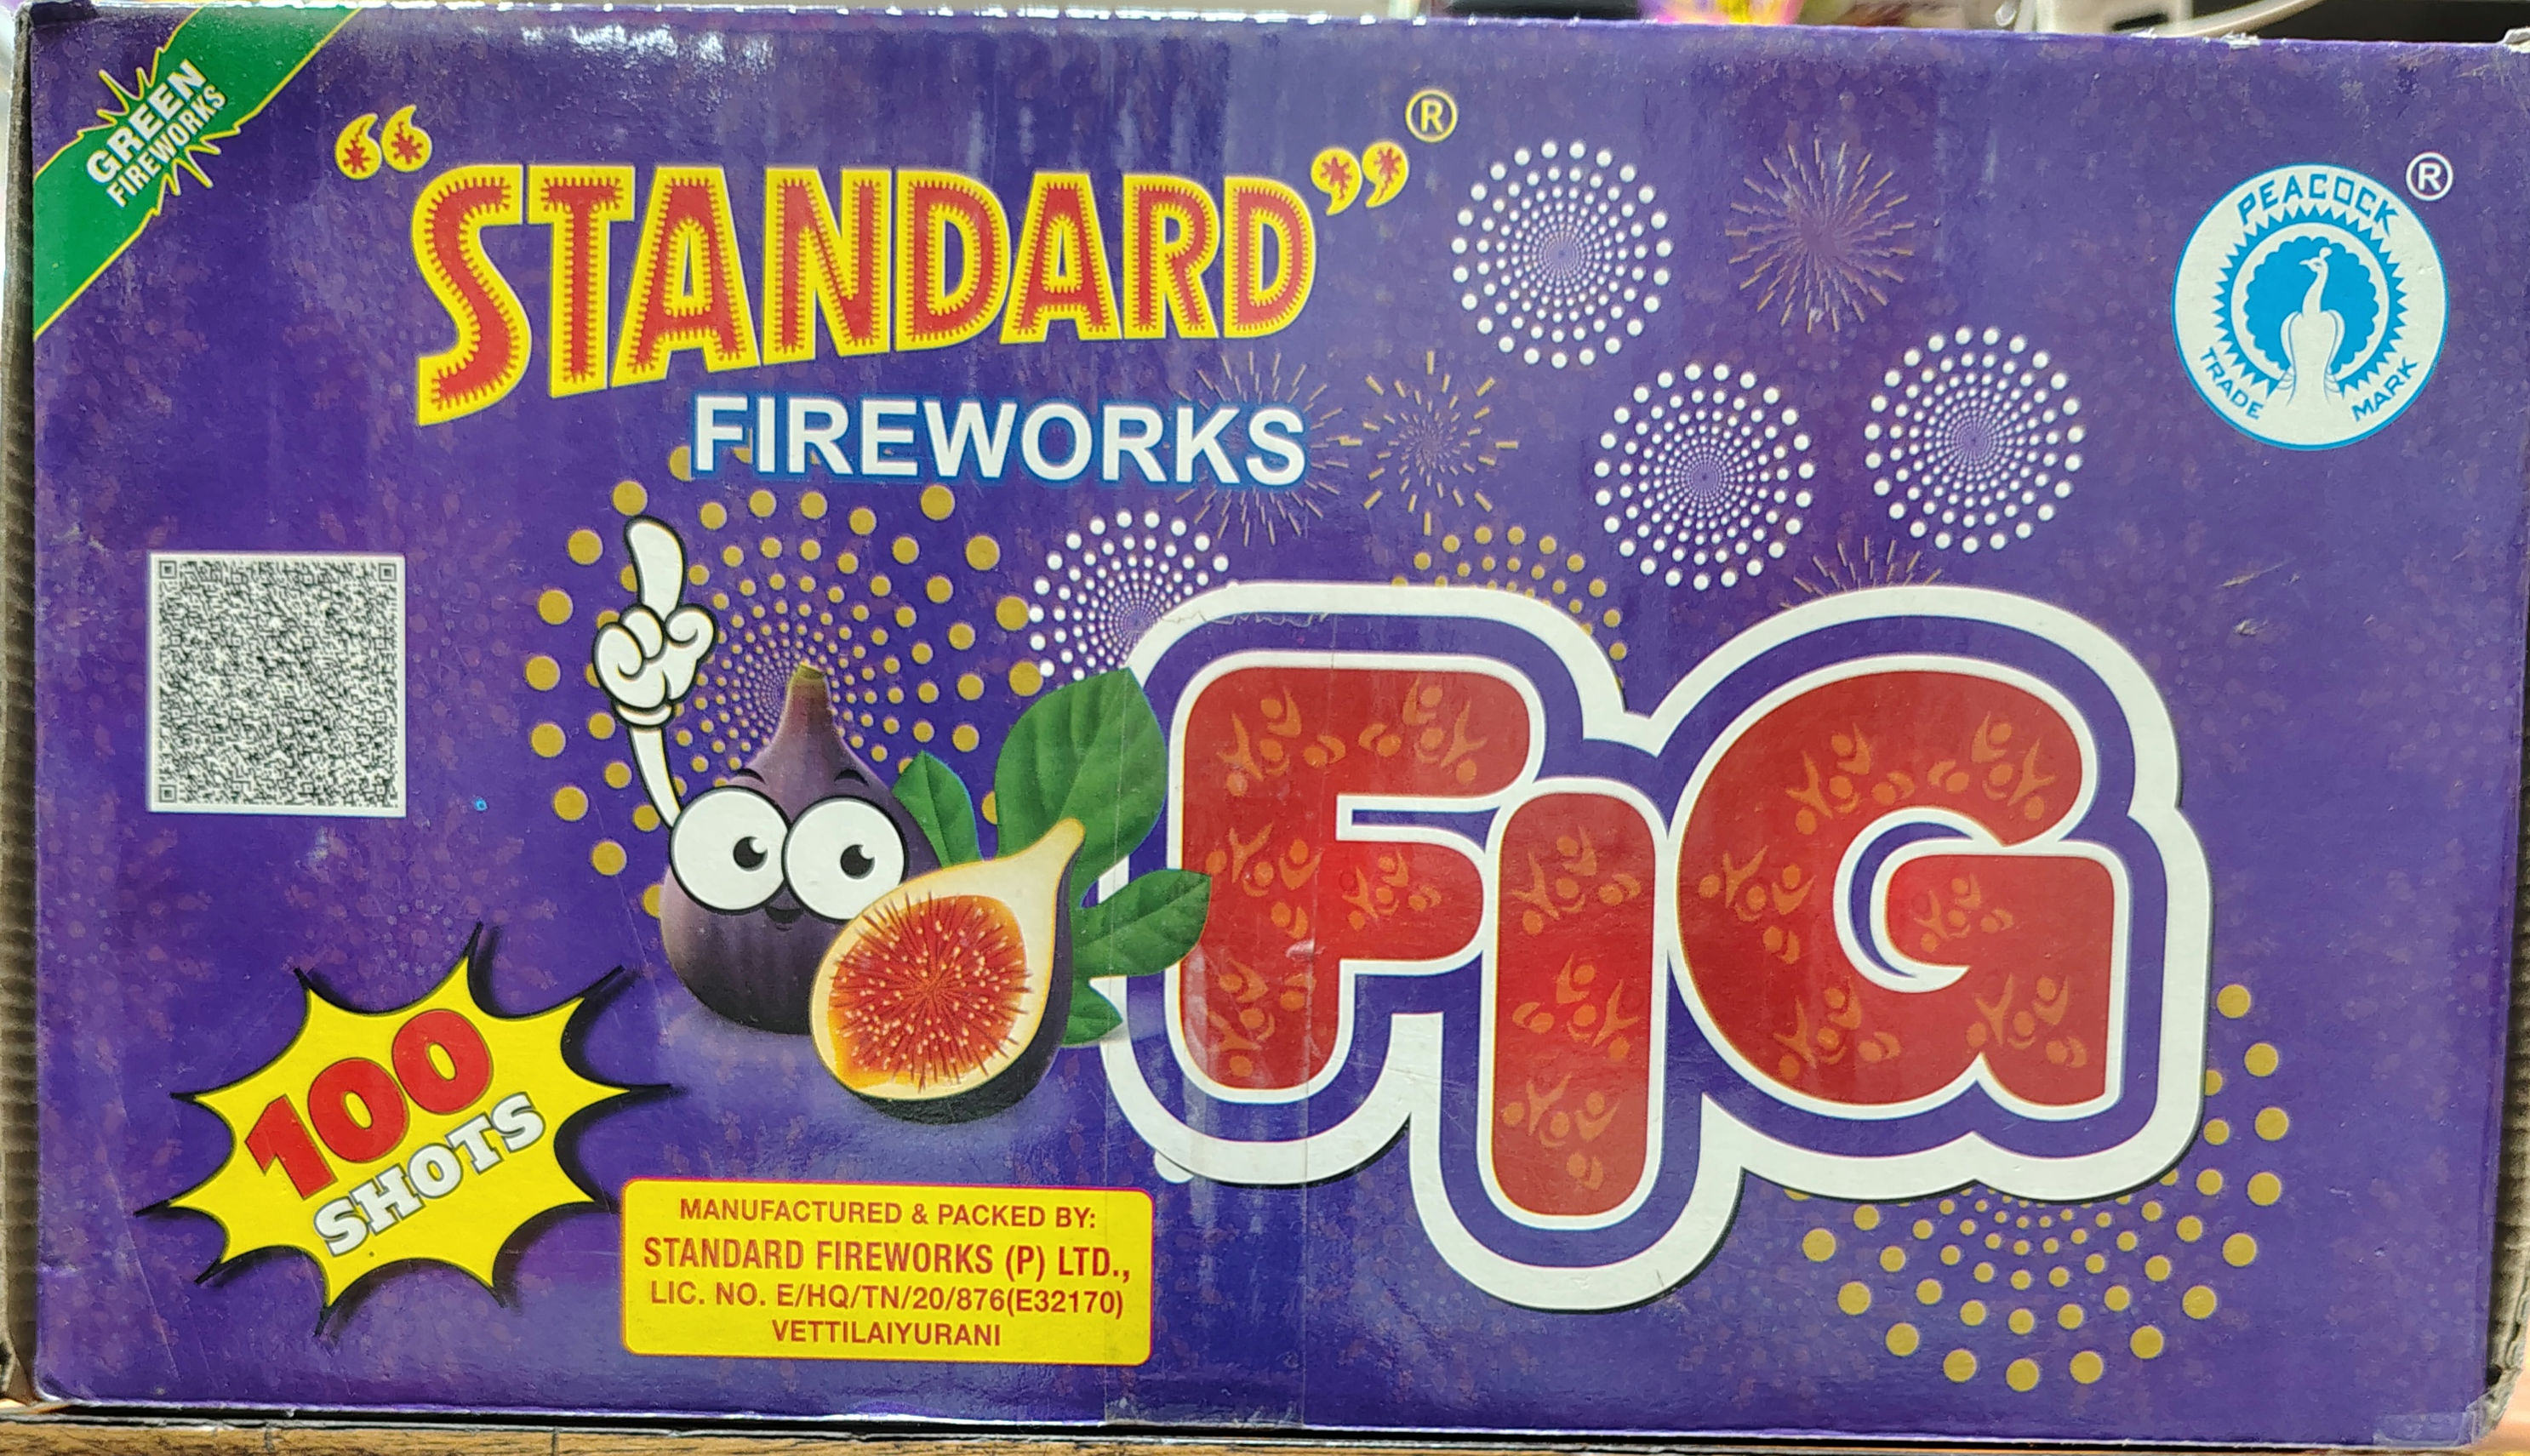 GREEN
FIREWORKS
“STANDARD”®
FIREWORKS
PEACOCK ®
TRADE MARK
FIG
100
SHOTS
MANUFACTURED & PACKED BY:
STANDARD FIREWORKS (P) LTD.,
LIC. NO. E/HQ/TN/20/876(E32170)
VETTILAIYURANI